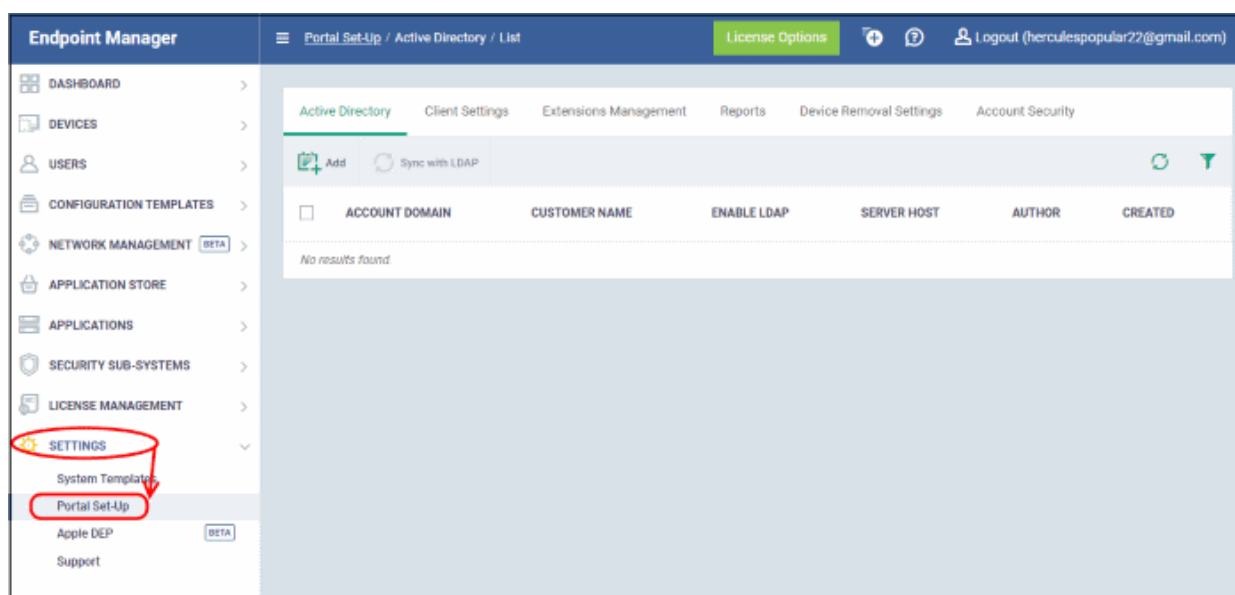 Endpoint Manager
Portal Set-Up / Active Directory / List
License Options
Logout (herculespopular22@gmail.com)
DASHBOARD
DEVICES
USERS
CONFIGURATION TEMPLATES
NETWORK MANAGEMENT BETA
APPLICATION STORE
APPLICATIONS
SECURITY SUB-SYSTEMS
LICENSE MANAGEMENT
SETTINGS
System Templates
Portal Set-Up
Apple DEP BETA
Support
Active Directory Client Settings Extensions Management Reports Device Removal Settings Account Security
Add Sync with LDAP
ACCOUNT DOMAIN CUSTOMER NAME ENABLE LDAP SERVER HOST AUTHOR CREATED
No results found.